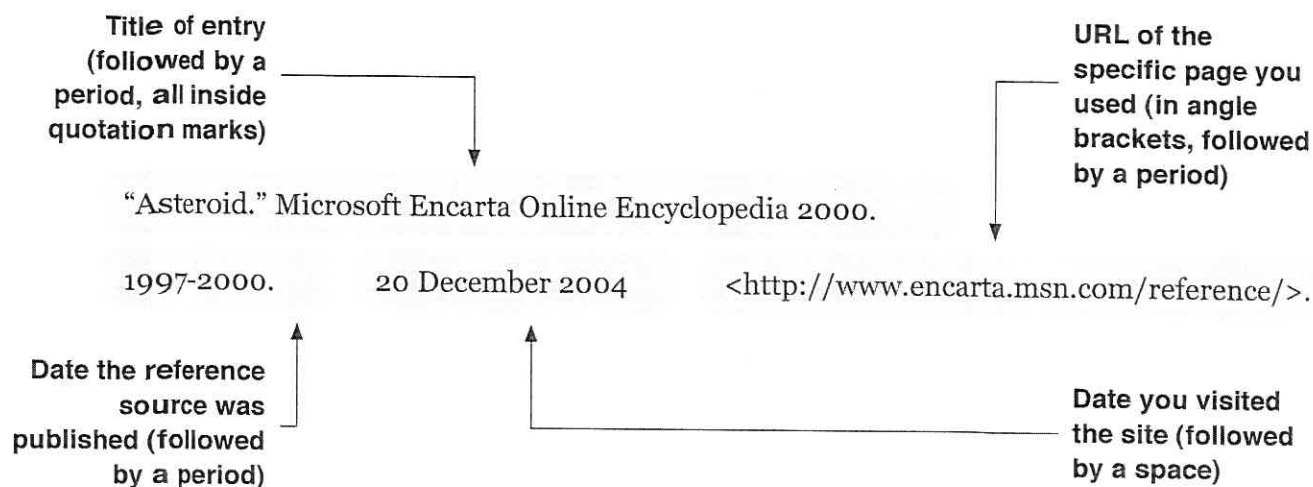 Title of entry
(followed by a
period, all inside
quotation marks)
URL of the
specific page you
used (in angle
brackets, followed
by a period)
“Asteroid.” Microsoft Encarta Online Encyclopedia 2000.
1997-2000. 20 December 2004 <http://www.encarta.msn.com/reference/>.
Date the reference
source was
published (followed
by a period)
Date you visited
the site (followed
by a space)